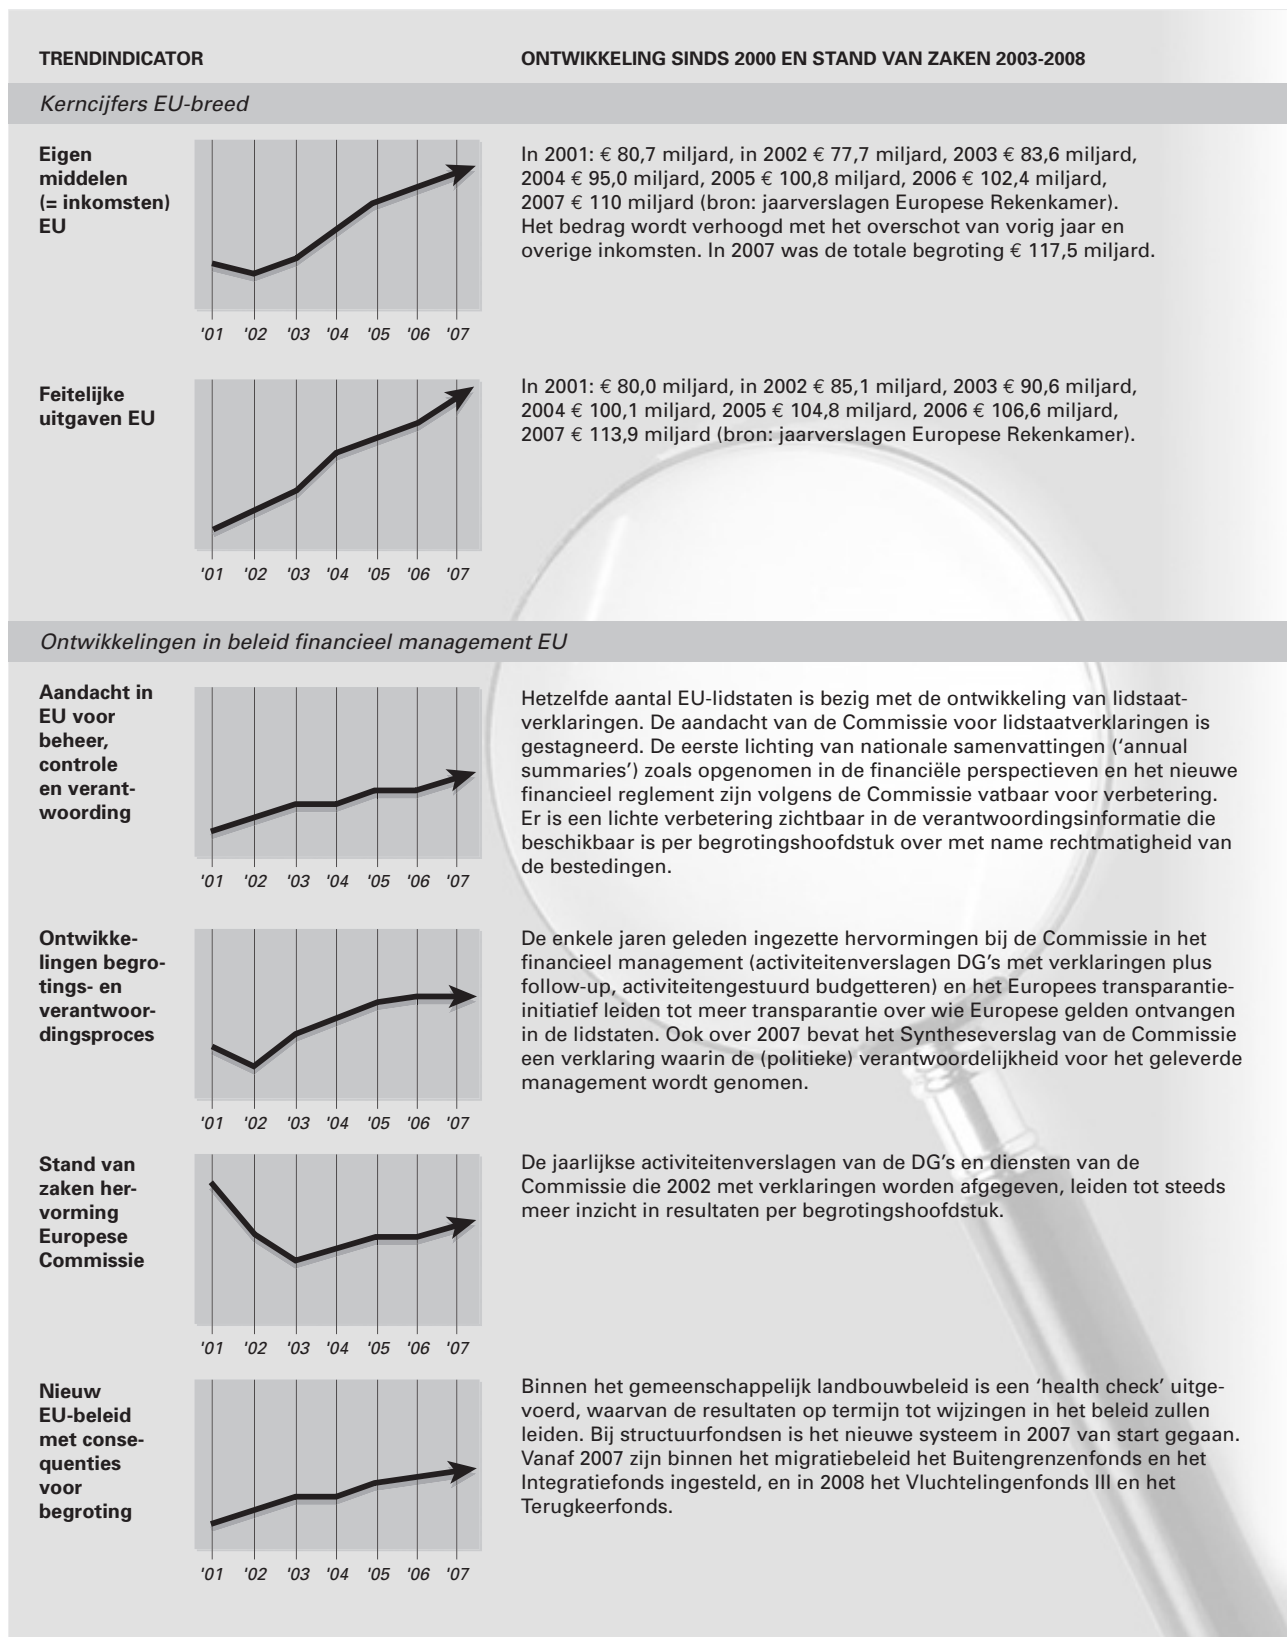 TRENDINDICATOR
ONTWIKKELING SINDS 2000 EN STAND VAN ZAKEN 2003-2008
Kerncijfers EU-breed
Eigen
middelen
(= inkomsten)
EU
'01 '02 '03 '04 '05 '06 '07
In 2001: € 80,7 miljard, in 2002 € 77,7 miljard, 2003 € 83,6 miljard,
2004 € 95,0 miljard, 2005 € 100,8 miljard, 2006 € 102,4 miljard,
2007 € 110 miljard (bron: jaarverslagen Europese Rekenkamer).
Het bedrag wordt verhoogd met het overschot van vorig jaar en
overige inkomsten. In 2007 was de totale begroting € 117,5 miljard.
Feitelijke
uitgaven EU
'01 '02 '03 '04 '05 '06 '07
In 2001: € 80,0 miljard, in 2002 € 85,1 miljard, 2003 € 90,6 miljard,
2004 € 100,1 miljard, 2005 € 104,8 miljard, 2006 € 106,6 miljard,
2007 € 113,9 miljard (bron: jaarverslagen Europese Rekenkamer).
Ontwikkelingen in beleid financieel management EU
Aandacht in
EU voor
beheer,
controle
en verant-
woording
'01 '02 '03 '04 '05 '06 '07
Hetzelfde aantal EU-lidstaten is bezig met de ontwikkeling van lidstaat-
verklaringen. De aandacht van de Commissie voor lidstaatverklaringen is
gestagneerd. De eerste lichting van nationale samenvattingen (‘annual
summaries’) zoals opgenomen in de financiële perspectieven en het nieuwe
financieel reglement zijn volgens de Commissie vatbaar voor verbetering.
Er is een lichte verbetering zichtbaar in de verantwoordingsinformatie die
beschikbaar is per begrotingshoofdstuk over met name rechtmatigheid van
de bestedingen.
Ontwikke-
lingen begro-
tings- en
verantwoor-
dingsproces
'01 '02 '03 '04 '05 '06 '07
De enkele jaren geleden ingezette hervormingen bij de Commissie in het
financieel management (activiteitenverslagen DG’s met verklaringen plus
follow-up, activiteitengestuurd budgetteren) en het Europees transparantie-
initiatief leiden tot meer transparantie over wie Europese gelden ontvangen
in de lidstaten. Ook over 2007 bevat het Syntheseverslag van de Commissie
een verklaring waarin de (politieke) verantwoordelijkheid voor het geleverde
management wordt genomen.
Stand van
zaken her-
vorming
Europese
Commissie
'01 '02 '03 '04 '05 '06 '07
De jaarlijkse activiteitenverslagen van de DG’s en diensten van de
Commissie die 2002 met verklaringen worden afgegeven, leiden tot steeds
meer inzicht in resultaten per begrotingshoofdstuk.
Nieuw
EU-beleid
met conse-
quenties
voor
begroting
'01 '02 '03 '04 '05 '06 '07
Binnen het gemeenschappelijk landbouwbeleid is een ‘health check’ uitge-
voerd, waarvan de resultaten op termijn tot wijzingen in het beleid zullen
leiden. Bij structuurfondsen is het nieuwe systeem in 2007 van start gegaan.
Vanaf 2007 zijn binnen het migratiebeleid het Buitengrenzenfonds en het
Integratiefonds ingesteld, en in 2008 het Vluchtelingenfonds III en het
Terugkeerfonds.